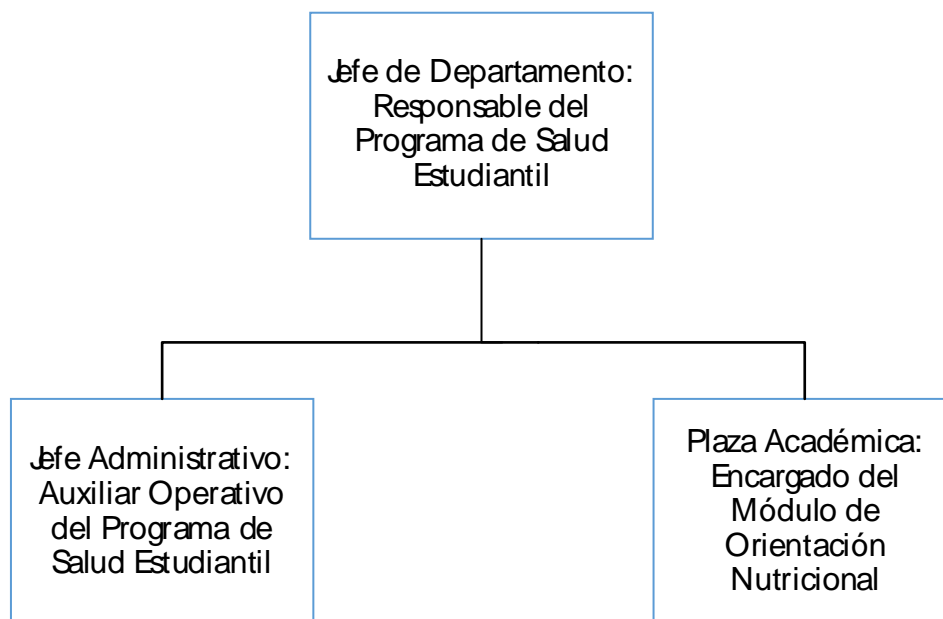 Jefe de Departamento:
Responsable del
Programa de Salud
Estudiantil
Jefe Administrativo:
Auxiliar Operativo
del Programa de
Salud Estudiantil
Plaza Académica:
Encargado del
Módulo de
Orientación
Nutricional